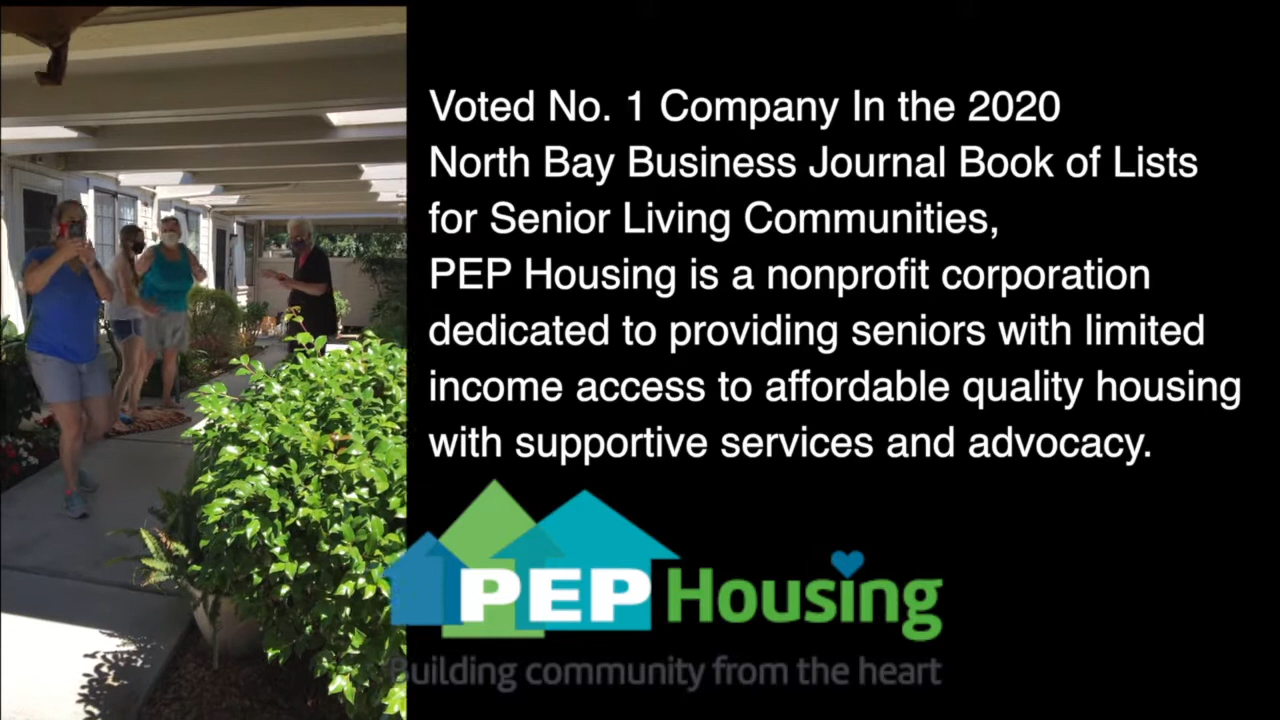 Voted No. 1 Company In the 2020
North Bay Business Journal Book of Lists
for Senior Living Communities,
PEP Housing is a nonprofit corporation
dedicated to providing seniors with limited
income access to affordable quality housing
with supportive services and advocacy.
PEP Housing
Building community from the heart